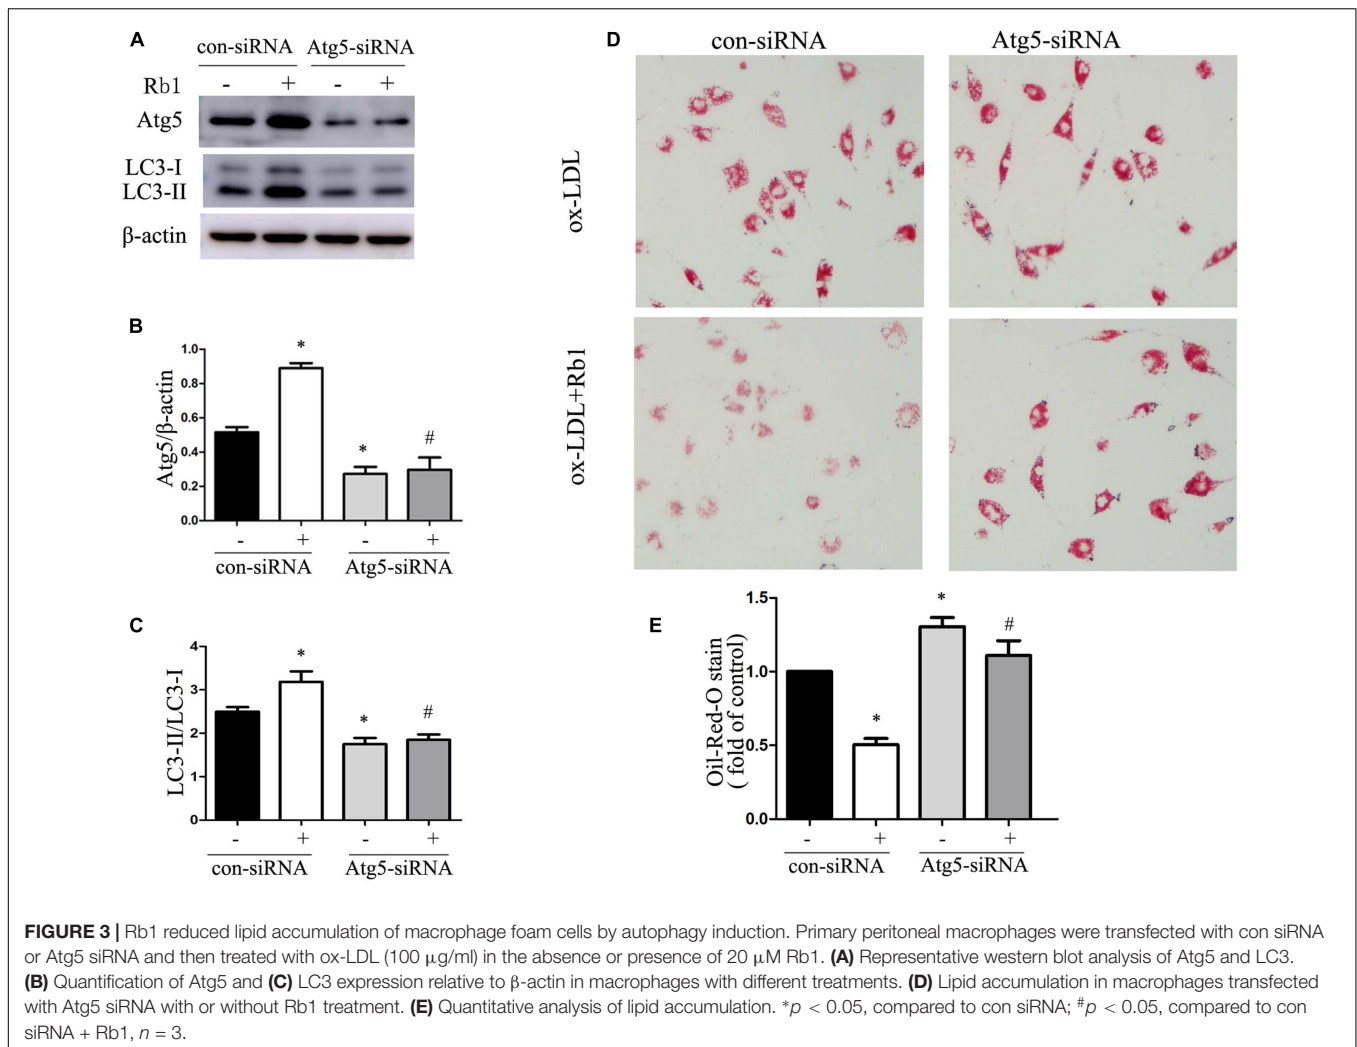 A
con-siRNA Atg5-siRNA
Rb1 - + - +
Atg5
LC3-I
LC3-II
β-actin
B
Atg5/β-actin
1.0
0.8
0.6
0.4
0.2
0.0
*
*
#
- + - +
con-siRNA Atg5-siRNA
C
LC3-II/LC3-I
4
3
2
1
0
*
*
#
- + - +
con-siRNA Atg5-siRNA
D
con-siRNA Atg5-siRNA
ox-LDL
ox-LDL+Rb1
E
Oil-Red-O stain
( fold of control)
1.5
1.0
0.5
0.0
*
*
#
- + - +
con-siRNA Atg5-siRNA
FIGURE 3 | Rb1 reduced lipid accumulation of macrophage foam cells by autophagy induction. Primary peritoneal macrophages were transfected with con siRNA
or Atg5 siRNA and then treated with ox-LDL (100 μg/ml) in the absence or presence of 20 μM Rb1. (A) Representative western blot analysis of Atg5 and LC3.
(B) Quantification of Atg5 and (C) LC3 expression relative to β-actin in macrophages with different treatments. (D) Lipid accumulation in macrophages transfected
with Atg5 siRNA with or without Rb1 treatment. (E) Quantitative analysis of lipid accumulation. *p < 0.05, compared to con siRNA; #p < 0.05, compared to con
siRNA + Rb1, n = 3.